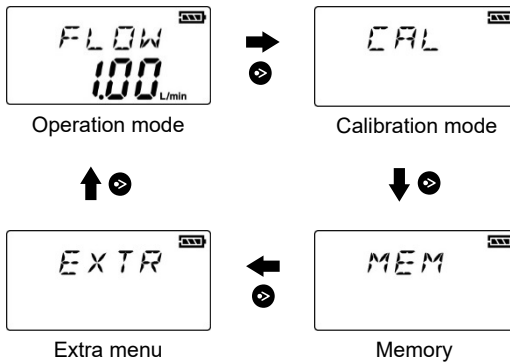 FLOW
1.00 L/min
Operation mode
CAL
Calibration mode
EXTR
Extra menu
MEM
Memory